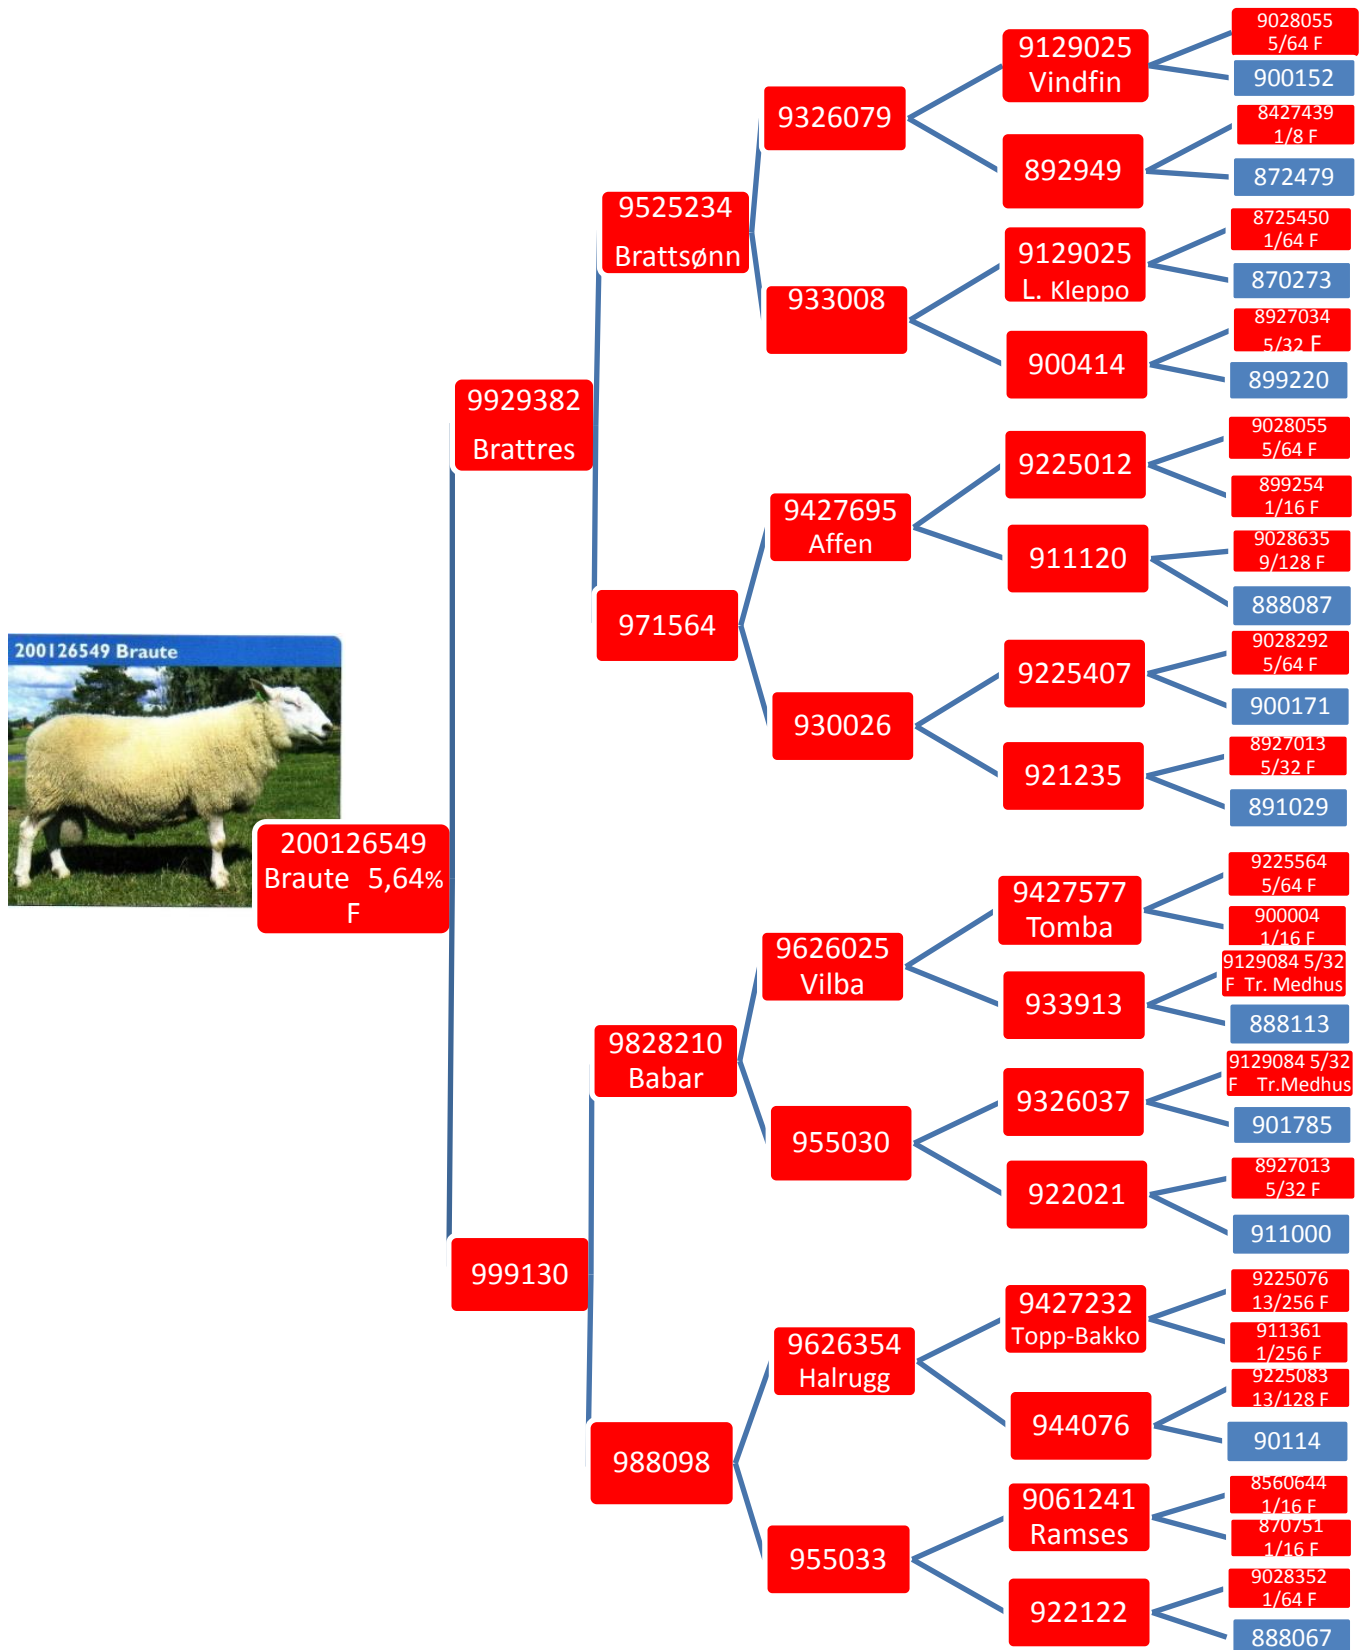 200126549 Braute
200126549
Braute 5,64%
F
9929382
Brattres
999130
9525234
Brattsønn
971564
9828210
Babar
988098
9326079
933008
9427695
Affen
930026
9626025
Vilba
955030
9626354
Halrugg
955033
9129025
Vindfin
892949
9129025
L. Kleppo
900414
9225012
911120
9225407
921235
9427577
Tomba
933913
9326037
922021
9427232
Topp-Bakko
944076
9061241
Ramses
922122
9028055
5/64 F
900152
8427439
1/8 F
872479
8725450
1/64 F
870273
8927034
5/32 F
899220
9028055
5/64 F
899254
1/16 F
9028635
9/128 F
888087
9028292
5/64 F
900171
8927013
5/32 F
891029
9225564
5/64 F
900004
1/16 F
9129084 5/32
F Tr. Medhus
888113
9129084 5/32
F Tr.Medhus
901785
8927013
5/32 F
911000
9225076
13/256 F
911361
1/256 F
9225083
13/128 F
90114
8560644
1/16 F
870751
1/16 F
9028352
1/64 F
888067